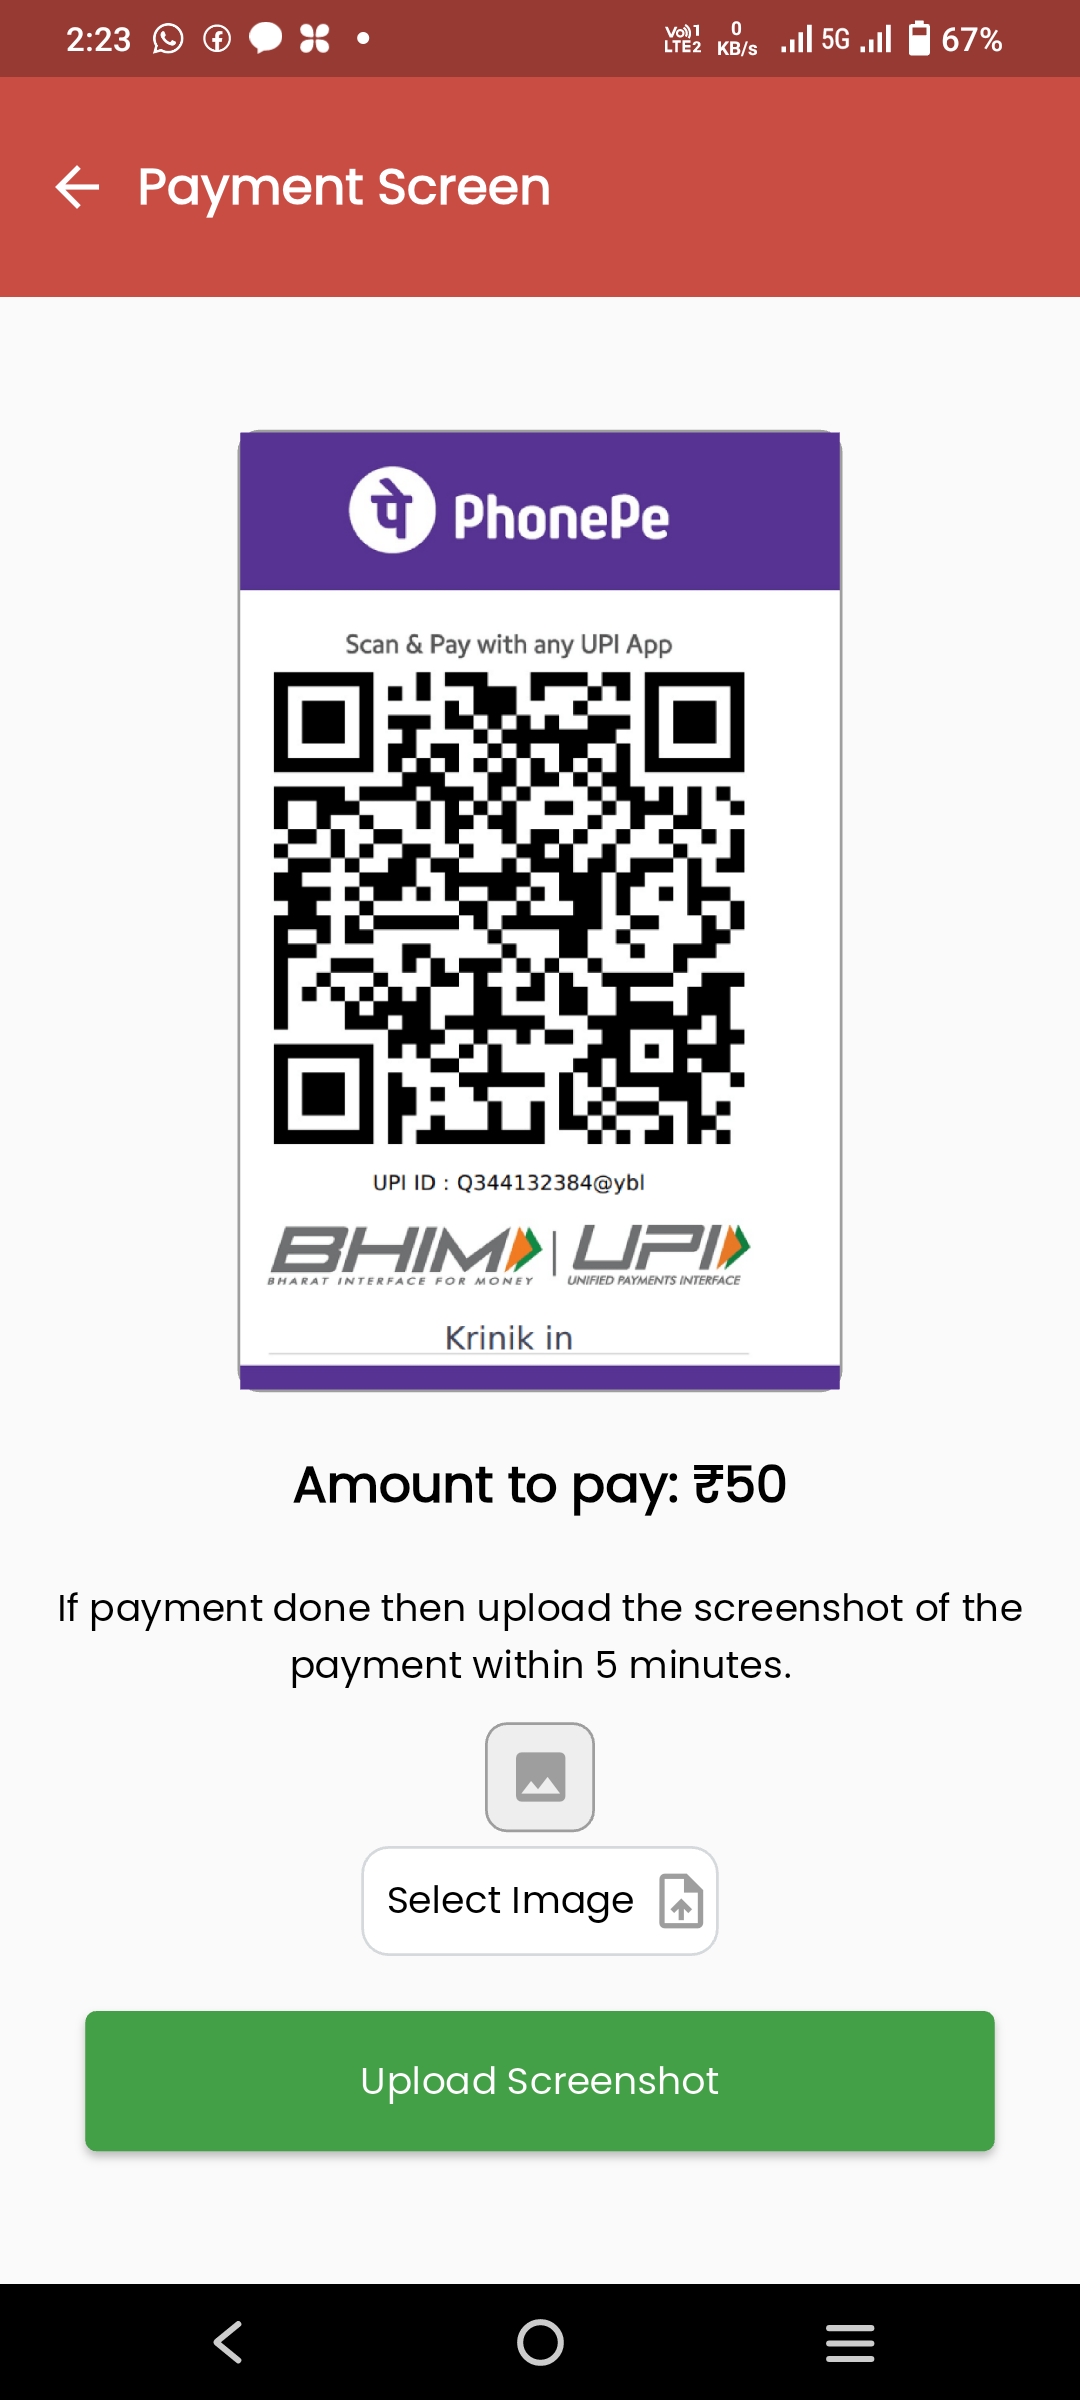 2:23
Vo)) 1
LTE2
0
KB/s
5G
67%
Payment Screen
पे PhonePe
Scan & Pay with any UPI App
UPI ID : Q344132384@ybl
BHIM | UPI
BHARAT INTERFACE FOR MONEY UNIFIED PAYMENTS INTERFACE
Krinik in
Amount to pay: ₹50
If payment done then upload the screenshot of the
payment within 5 minutes.
Select Image
Upload Screenshot